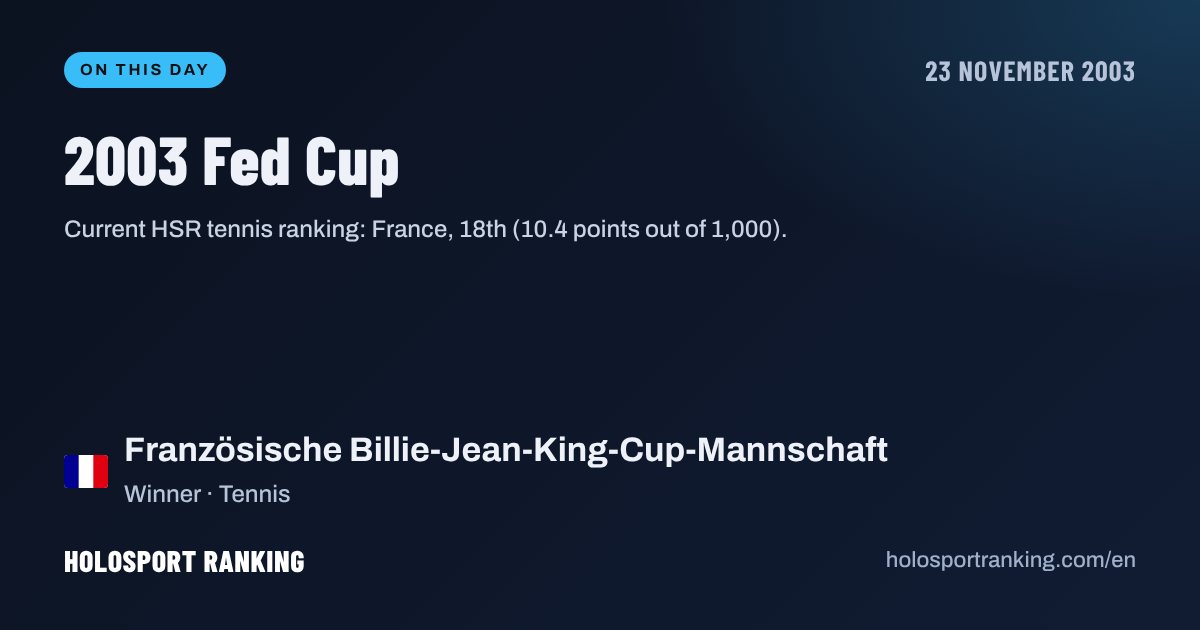 ON THIS DAY
23 NOVEMBER 2003
2003 Fed Cup
Current HSR tennis ranking: France, 18th (10.4 points out of 1,000).
Französische Billie-Jean-King-Cup-Mannschaft
Winner · Tennis
HOLOSPORT RANKING
holosportranking.com/en